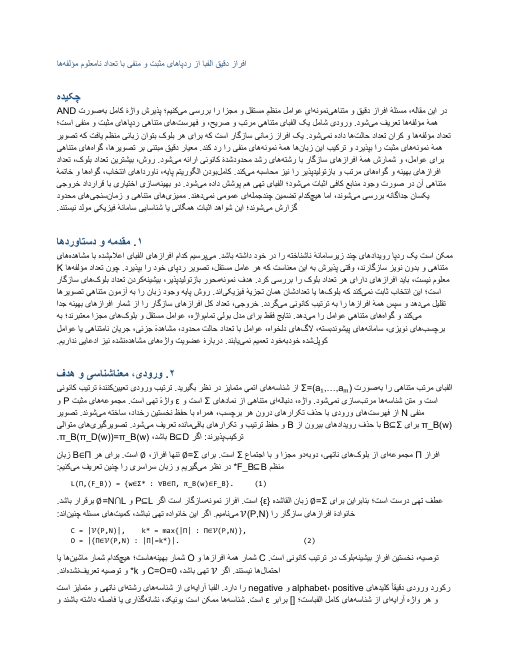 افراز دقیق الفبا از ردپاهای مثبت و منفی با تعداد نامعلوم مؤلفه‌ها
چکیده
در این مقاله، مسئلهٔ افراز دقیق و متناهی‌نمونه‌ای عوامل منظم مستقل و مجزا را بررسی می‌کنیم؛ پذیرش واژهٔ کامل به‌صورت AND
همهٔ مؤلفه‌ها تعریف می‌شود. ورودی شامل یک الفبای متناهی مرتب و صریح، و فهرست‌های متناهی ردپاهای مثبت و منفی است؛
تعداد مؤلفه‌ها و کران تعداد حالت‌ها داده نمی‌شود. یک افراز زمانی سازگار است که برای هر بلوک بتوان زبانی منظم یافت که تصویر
همهٔ نمونه‌های مثبت را بپذیرد و ترکیب این زبان‌ها همهٔ نمونه‌های منفی را رد کند. معیار دقیق مبتنی بر تصویرها، گواه‌های متناهی
برای عوامل، و شمارش همهٔ افرازهای سازگار با رشته‌های رشد محدودشدهٔ کانونی ارائه می‌شود. روش، بیشترین تعداد بلوک، تعداد
افرازهای بهینه و گواه‌های مرتب و بازتولیدپذیر را نیز محاسبه می‌کند. کامل‌بودن الگوریتم پایه، ناورداهای انتخاب، گواه‌ها و خاتمهٔ
متناهی آن در صورت وجود منابع کافی اثبات می‌شود؛ الفبای تهی هم پوشش داده می‌شود. دو بهینه‌سازی اختیاری با قرارداد خروجی
یکسان جداگانه بررسی می‌شوند، اما هیچ‌کدام تضمین چندجمله‌ای عمومی نمی‌دهند. ممیزی‌های متناهی و زمان‌سنجی‌های محدود
گزارش می‌شوند؛ این شواهد اثبات همگانی یا شناسایی سامانهٔ فیزیکی مولد نیستند.
۱. مقدمه و دستاوردها
ممکن است یک ردپا رویدادهای چند زیرسامانهٔ ناشناخته را در خود داشته باشد. می‌پرسیم کدام افرازهای الفبای اعلام‌شده با مشاهده‌های
متناهی و بدون نویز سازگارند، وقتی پذیرش به این معناست که هر عامل مستقل، تصویر ردپای خود را بپذیرد. چون تعداد مؤلفه‌ها K
معلوم نیست، باید افرازهای دارای هر تعداد بلوک را بررسی کرد. هدف نمونه‌محور بازتولیدپذیر، بیشینه‌کردن تعداد بلوک‌های سازگار
است؛ این انتخاب ثابت نمی‌کند که بلوک‌ها یا تعدادشان همان تجزیهٔ فیزیکی‌اند. روش پایه وجود زبان را به آزمون متناهی تصویرها
تقلیل می‌دهد و سپس همهٔ افرازها را به ترتیب کانونی می‌گردد. خروجی، تعداد کل افرازهای سازگار را از شمار افرازهای بهینه جدا
می‌کند و گواه‌های متناهی عوامل را می‌دهد. نتایج فقط برای مدل بولی تمام‌واژه، عوامل مستقل و بلوک‌های مجزا معتبرند؛ به
برچسب‌های نویزی، سامانه‌های پیشوندبسته، لاگ‌های دلخواه، عوامل با تعداد حالت محدود، مشاهدهٔ جزئی، جریان نامتناهی یا عوامل
کوپل‌شده خودبه‌خود تعمیم نمی‌یابند. دربارهٔ عضویت واژه‌های مشاهده‌نشده نیز ادعایی نداریم.
۲. ورودی، معناشناسی و هدف
الفبای مرتب متناهی را به‌صورت Σ=(a₁,…,aₘ) از شناسه‌های اتمی متمایز در نظر بگیرید. ترتیب ورودی تعیین‌کنندهٔ ترتیب کانونی
است و متن شناسه‌ها مرتب‌سازی نمی‌شود. واژه، دنباله‌ای متناهی از نمادهای Σ است و ε واژهٔ تهی است. مجموعهٔ مثبت P و
منفی N از فهرست‌های ورودی با حذف تکرارهای درون هر برچسب، همراه با حفظ نخستین رخداد، ساخته می‌شوند. تصویر
π_B(w) برای B⊆Σ با حذف رویدادهای بیرون از B و حفظ ترتیب و تکرارهای باقی‌مانده تعریف می‌شود. تصویرگیری‌های متوالی
ترکیب‌پذیرند: اگر B⊆D باشد، π_B(π_D(w))=π_B(w).
افراز Π مجموعه‌ای از بلوک‌های ناتهی، دوبه‌دو مجزا و با اجتماع Σ است. برای Σ=∅ تنها افراز، ∅ است. برای هر B∈Π زبان
منظم F_B⊆B* در نظر می‌گیریم و زبان سراسری را چنین تعریف می‌کنیم:
L(Π,(F_B)) = {w∈Σ* : ∀B∈Π, π_B(w)∈F_B}. (1)
عطف تهی درست است؛ بنابراین برای Σ=∅ زبان القاشده {ε} است. افراز نمونه‌سازگار است اگر P⊆L و N∩L=∅ برقرار باشد.
خانوادهٔ افرازهای سازگار را 𝒱(P,N) می‌نامیم. اگر این خانواده تهی نباشد، کمیت‌های مسئله چنین‌اند:
C = |𝒱(P,N)|, k* = max{|Π| : Π∈𝒱(P,N)},
O = |{Π∈𝒱(P,N) : |Π|=k*}|. (2)
توصیه، نخستین افراز بیشینه‌بلوک در ترتیب کانونی است. C شمار همهٔ افرازها و O شمار بهینه‌هاست؛ هیچ‌کدام شمار ماشین‌ها یا
احتمال‌ها نیستند. اگر 𝒱 تهی باشد، C=O=0 و k* و توصیه تعریف‌نشده‌اند.
رکورد ورودی دقیقاً کلیدهای alphabet، positive و negative را دارد. الفبا آرایه‌ای از شناسه‌های رشته‌ای ناتهی و متمایز است
و هر واژه آرایه‌ای از شناسه‌های کامل الفباست؛ [] برابر ε است. شناسه‌ها ممکن است یونیکد، نشانه‌گذاری یا فاصله داشته باشند و